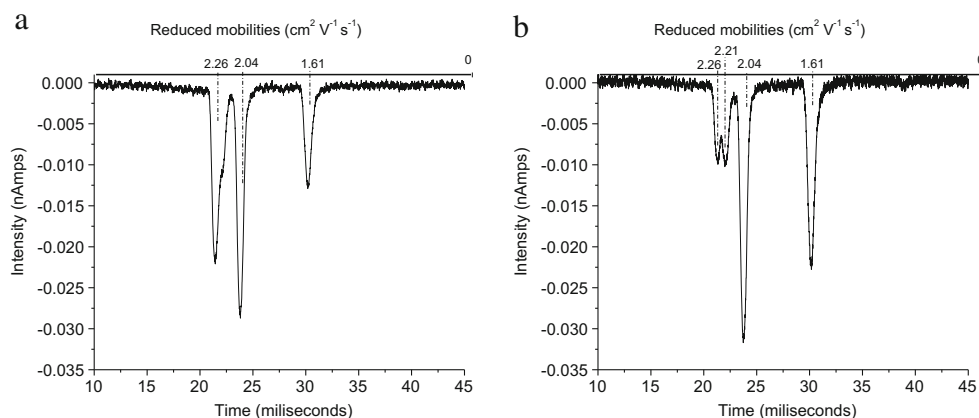 a
Reduced mobilities (cm² V⁻¹ s⁻¹)
2.26 2.04 1.61 0
0.000
-0.005
-0.010
-0.015
-0.020
-0.025
-0.030
-0.035
Intensity (nAmps)
10 15 20 25 30 35 40 45
Time (miliseconds)
b
Reduced mobilities (cm² V⁻¹ s⁻¹)
2.21
2.26 2.04 1.61
0.000
-0.005
-0.010
-0.015
-0.020
-0.025
-0.030
-0.035
Intensity (nAmps)
10 15 20 25 30 35 40 45
Time (miliseconds)